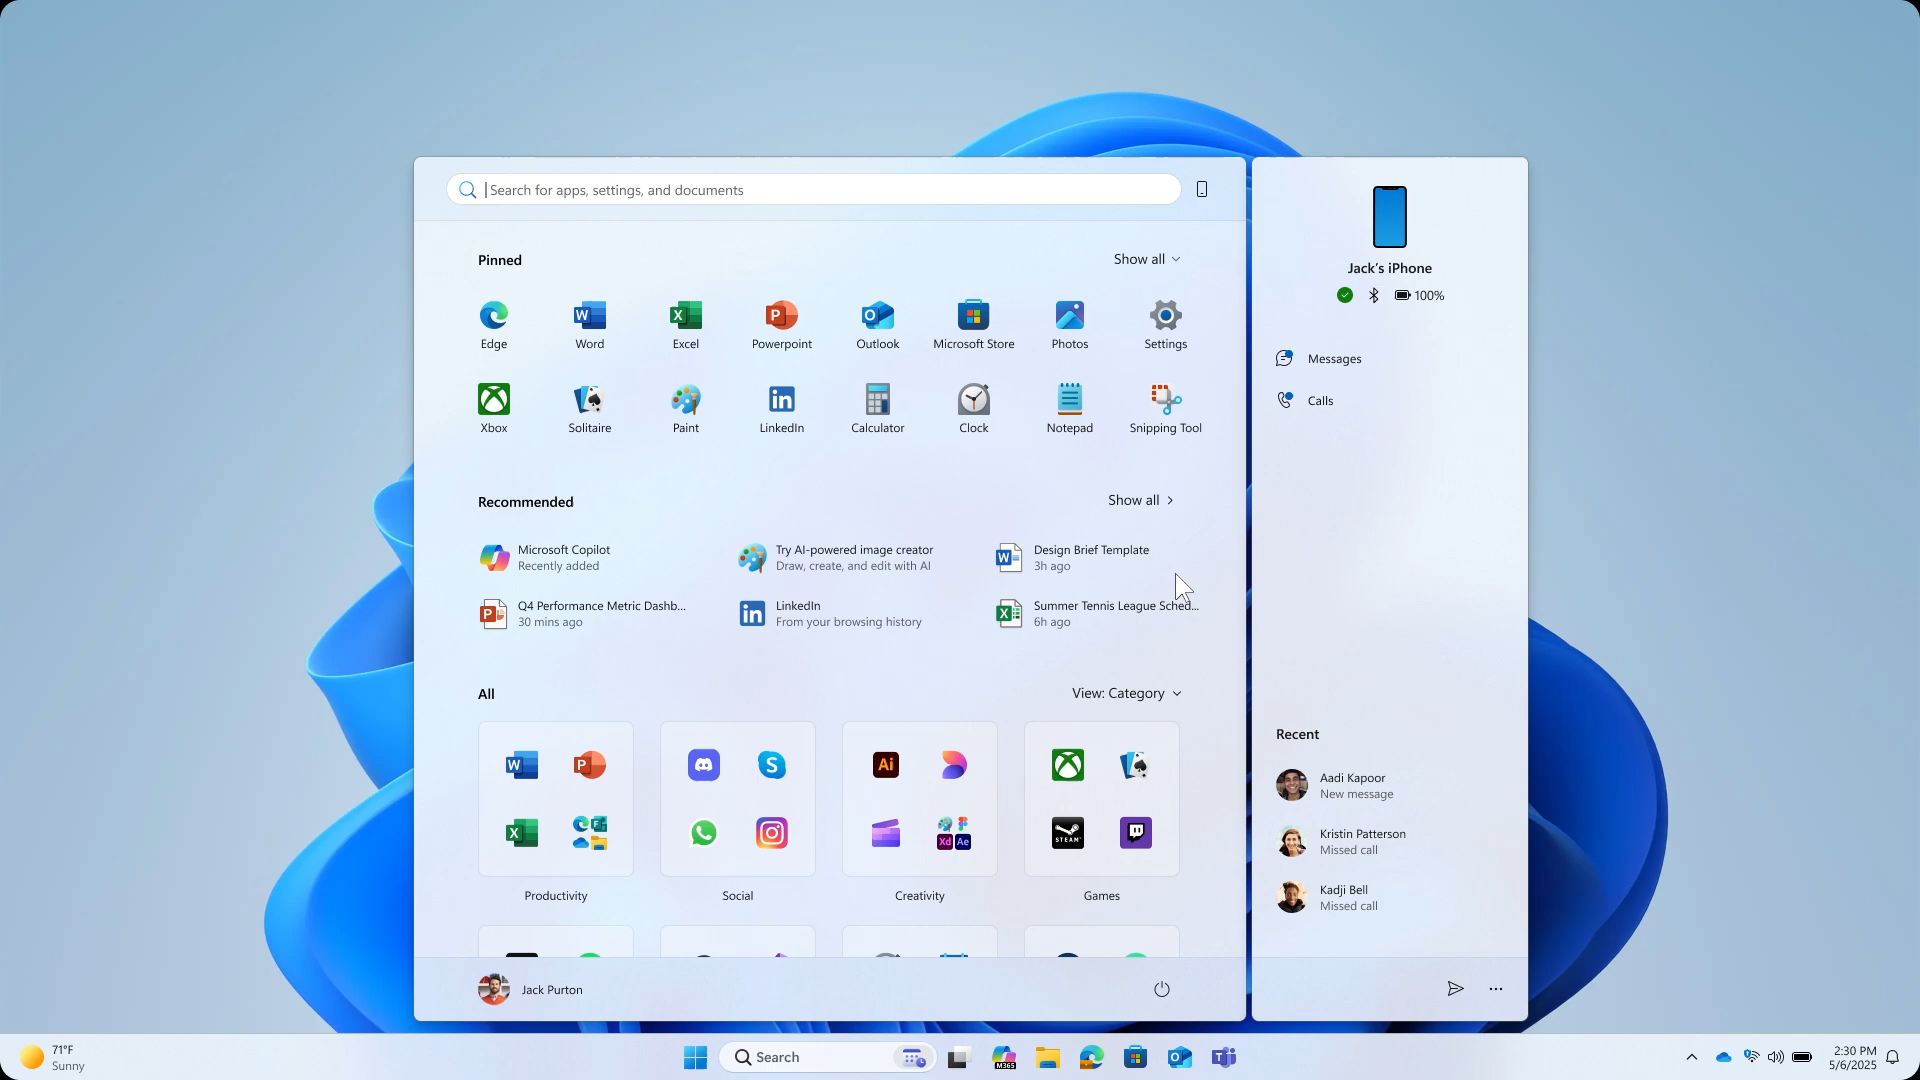 Search for apps, settings, and documents
Pinned
Show all
Edge
Word
Excel
Powerpoint
Outlook
Microsoft Store
Photos
Settings
Xbox
Solitaire
Paint
LinkedIn
Calculator
Clock
Notepad
Snipping Tool
Recommended
Show all
Microsoft Copilot
Recently added
Try AI-powered image creator
Draw, create, and edit with AI
Design Brief Template
3h ago
Q4 Performance Metric Dashb...
30 mins ago
LinkedIn
From your browsing history
Summer Tennis League Sched...
6h ago
All
View: Category
Ai
Xd Ae
STEAM
Productivity
Social
Creativity
Games
Jack Purton
Jack's iPhone
100%
Messages
Calls
Recent
Aadi Kapoor
New message
Kristin Patterson
Missed call
Kadji Bell
Missed call
71°F
Sunny
Search
M365
2:30 PM
5/6/2025